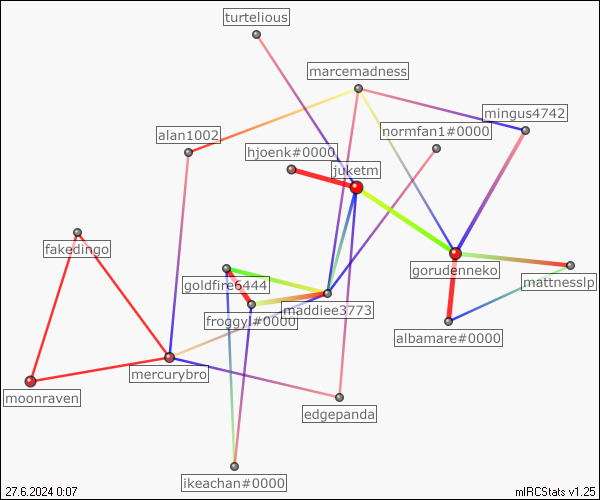 turtelious
marcemadness
mingus4742
normfan1#0000
alan1002
hjoenk#0000
juketm
fakedingo
gorudenneko
mattnesslp
goldfire6444
maddiee3773
froggyl#0000
albamare#0000
mercurybro
moonraven
edgepanda
ikeachan#0000
27.6.2024 0:07
mIRCStats v1.25